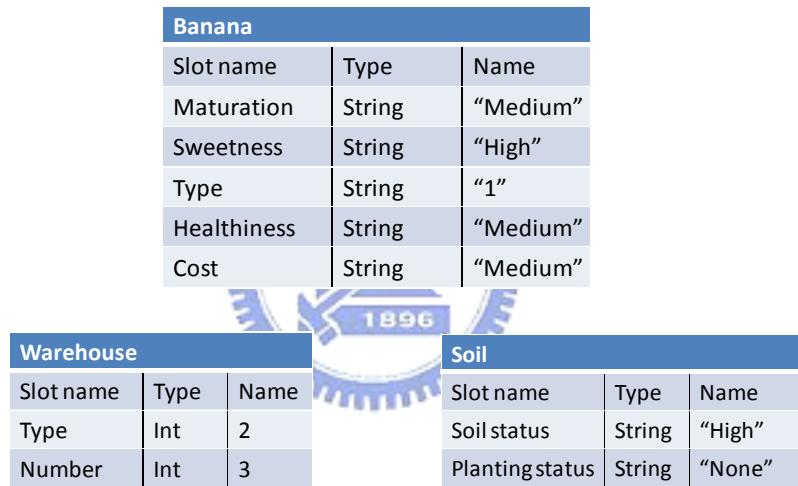 Banana
Slot name Type Name
Maturation String “Medium”
Sweetness String “High”
Type String “1”
Healthiness String “Medium”
Cost String “Medium”
1896
Warehouse
Slot name Type Name
Type Int 2
Number Int 3
Soil
Slot name Type Name
Soil status String “High”
Planting status String “None”